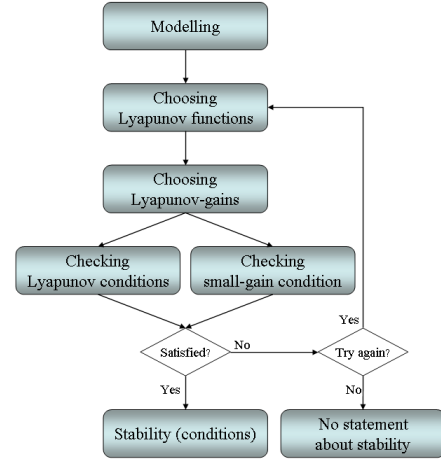 Modelling
Choosing
Lyapunov functions
Choosing
Lyapunov-gains
Checking
Lyapunov conditions
Checking
small-gain condition
Satisfied?
No
Try again?
Yes
Yes
No
Stability (conditions)
No statement
about stability